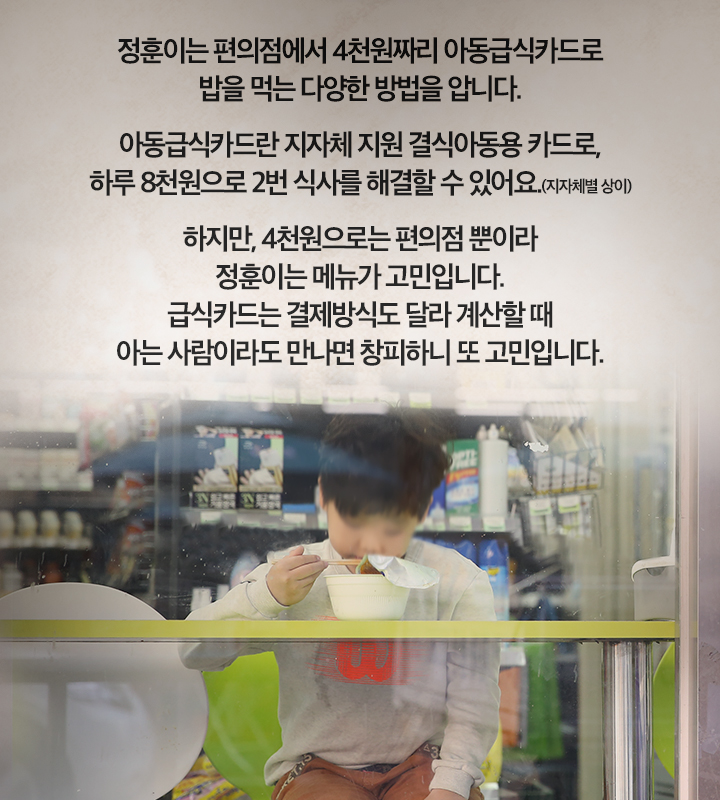 정훈이는 편의점에서 4천원짜리 아동급식카드로
밥을 먹는 다양한 방법을 압니다.
아동급식카드란 지자체 지원 결식아동용 카드로,
하루 8천원으로 2번 식사를 해결할 수 있어요.(지자체별 상이)
하지만, 4천원으로는 편의점 뿐이라
정훈이는 메뉴가 고민입니다.
급식카드는 결제방식도 달라 계산할 때
아는 사람이라도 만나면 창피하니 또 고민입니다.